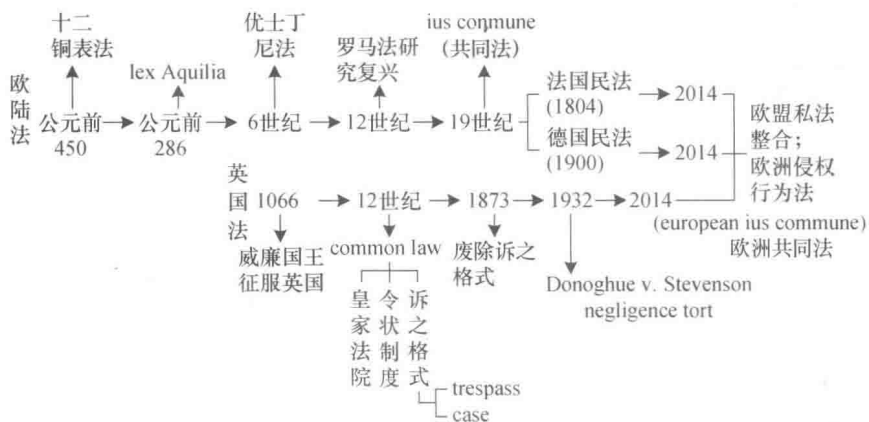 十二
铜表法
lex Aquilia
优士丁
尼法
罗马法研
究复兴
ius commune
(共同法)
欧陆法
公元前
450
公元前
286
6世纪
12世纪
19世纪
法国民法
(1804)
2014
德国民法
(1900)
2014
欧盟私法
整合；
欧洲侵权
行为法
英国法
1066
12世纪
1873
1932
2014
(european ius commune)
欧洲共同法
威廉国王
征服英国
common law
废除诉之
格式
Donoghue v. Stevenson
negligence tort
皇家法院
令状制度
诉之格式
trespass
case